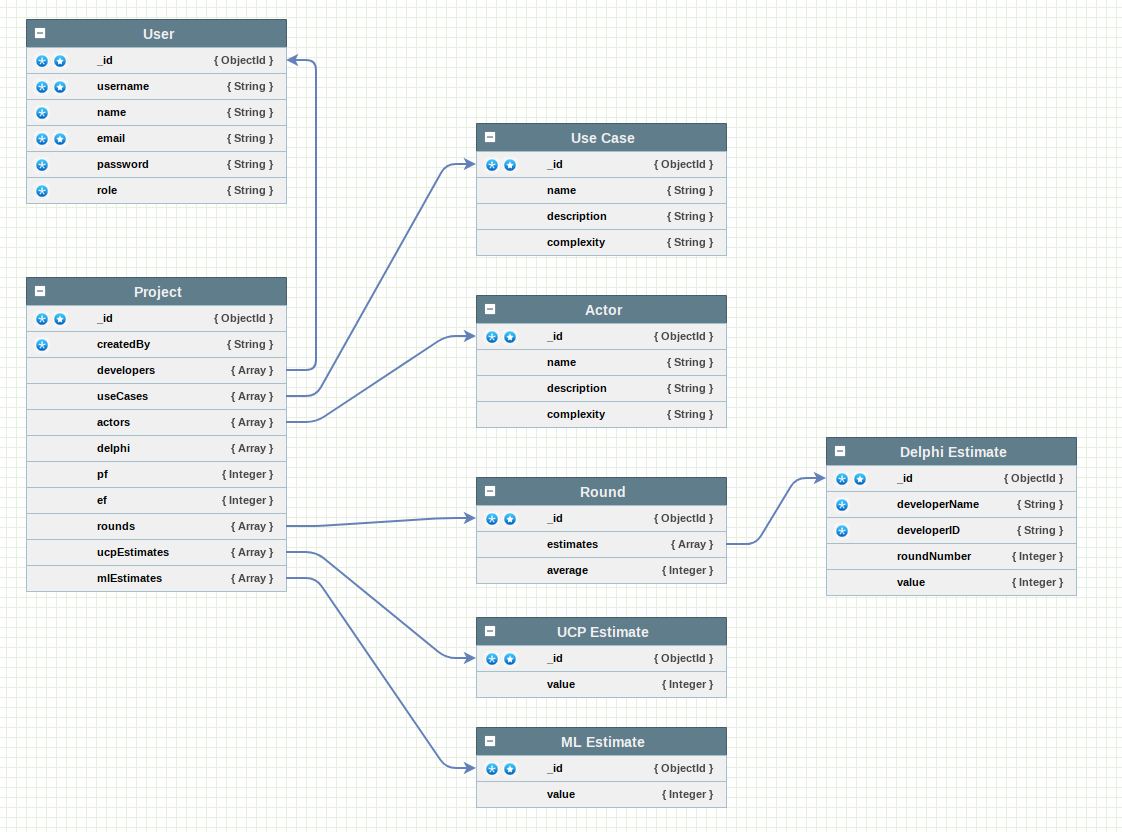 User
_id { ObjectId }
username { String }
name { String }
email { String }
password { String }
role { String }
Project
_id { ObjectId }
createdBy { String }
developers { Array }
useCases { Array }
actors { Array }
delphi { Array }
pf { Integer }
ef { Integer }
rounds { Array }
ucpEstimates { Array }
mlEstimates { Array }
Use Case
_id { ObjectId }
name { String }
description { String }
complexity { String }
Actor
_id { ObjectId }
name { String }
description { String }
complexity { String }
Round
_id { ObjectId }
estimates { Array }
average { Integer }
UCP Estimate
_id { ObjectId }
value { Integer }
ML Estimate
_id { ObjectId }
value { Integer }
Delphi Estimate
_id { ObjectId }
developerName { String }
developerID { String }
roundNumber { Integer }
value { Integer }